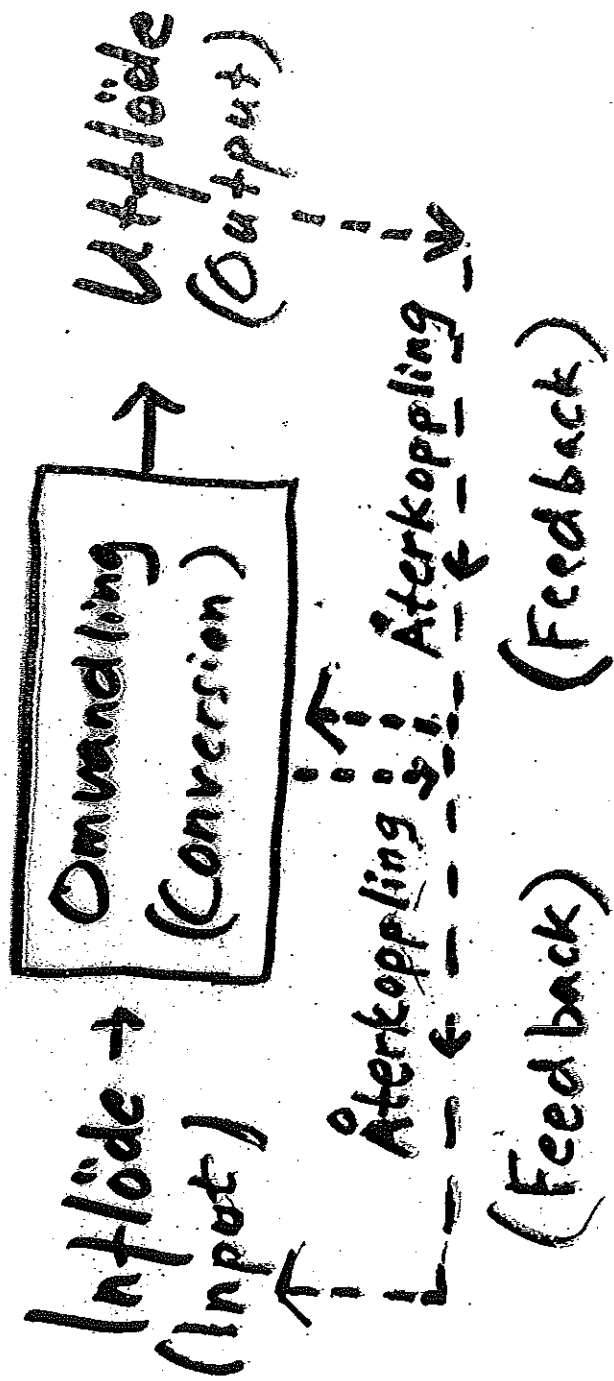 Inflöde
(Input)
Omvandling
(Conversion)
Utflöde
(Output)
Återkoppling
Återkoppling
(Feedback)
(Feedback)